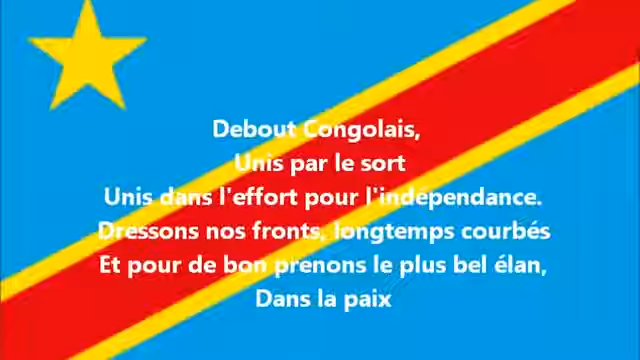 Debout Congolais,
Unis par le sort
Unis dans l'effort pour l'indépendance.
Dressons nos fronts, longtemps courbés
Et pour de bon prenons le plus bel élan,
Dans la paix